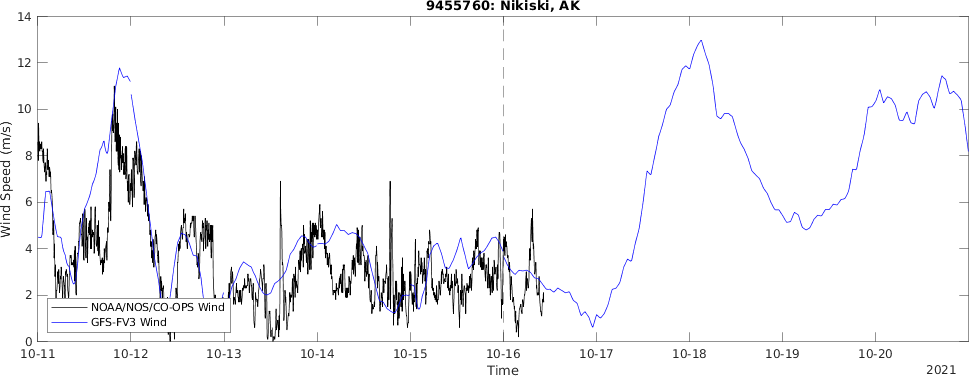 9455760: Nikiski, AK
14
12
10
8
6
4
2
0
Wind Speed (m/s)
NOAA/NOS/CO-OPS Wind
GFS-FV3 Wind
10-11 10-12 10-13 10-14 10-15 10-16 10-17 10-18 10-19 10-20
Time
2021